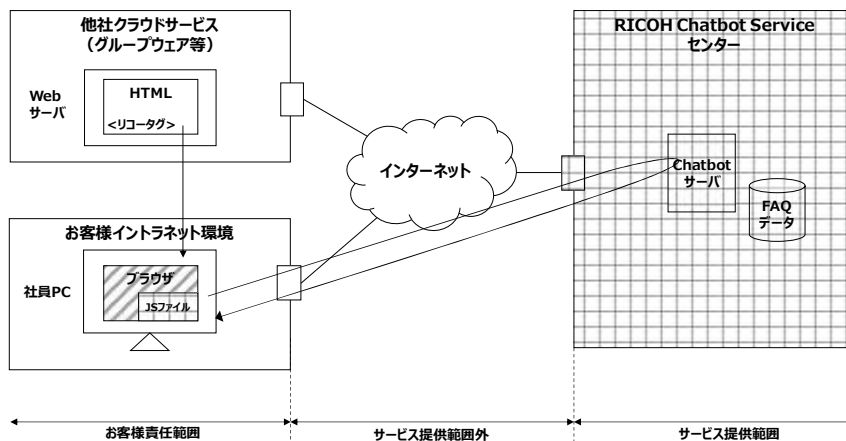 他社クラウドサービス
（グループウェア等）
Web
サーバ
HTML
<リコータグ>
RICOH Chatbot Service
センター
インターネット
Chatbot
サーバ
FAQ
データ
お客様イントラネット環境
社員PC
ブラウザ
JSファイル
お客様責任範囲
サービス提供範囲外
サービス提供範囲